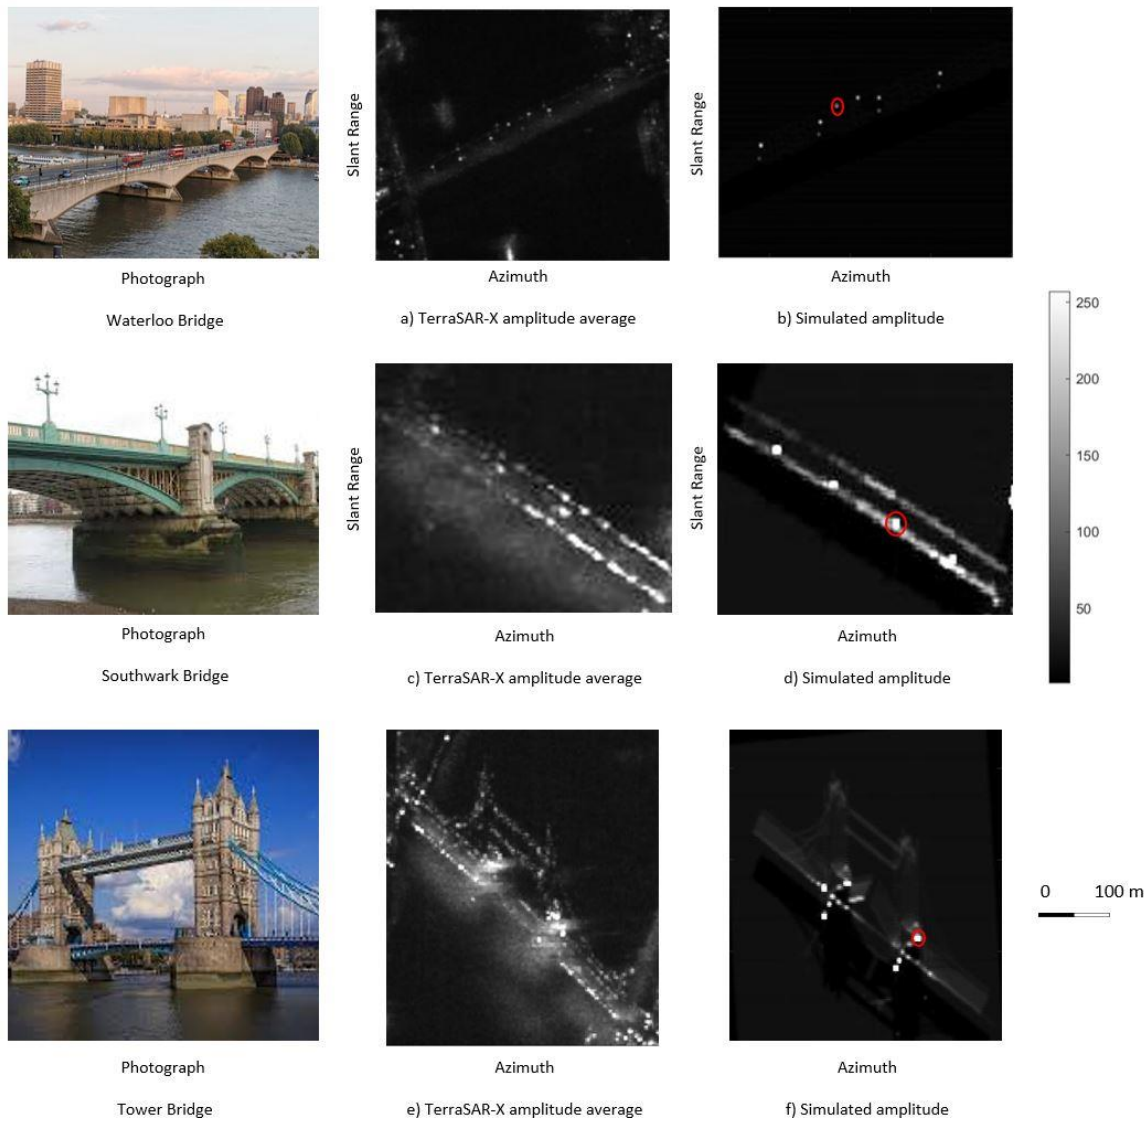 Slant Range
Slant Range
Photograph
Azimuth
Azimuth
Waterloo Bridge
a) TerraSAR-X amplitude average
b) Simulated amplitude
250
200
150
100
50
Slant Range
Slant Range
Photograph
Azimuth
Azimuth
Southwark Bridge
c) TerraSAR-X amplitude average
d) Simulated amplitude
0 100 m
Photograph
Azimuth
Azimuth
Tower Bridge
e) TerraSAR-X amplitude average
f) Simulated amplitude